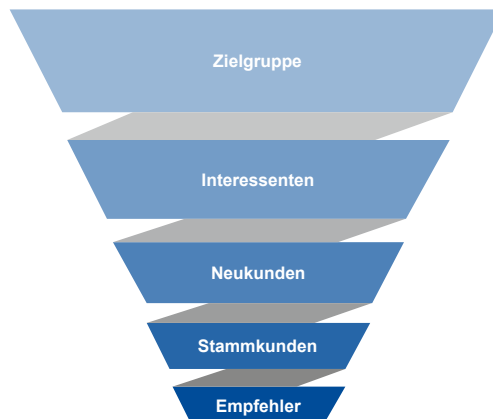 Zielgruppe
Interessenten
Neukunden
Stammkunden
Empfehler